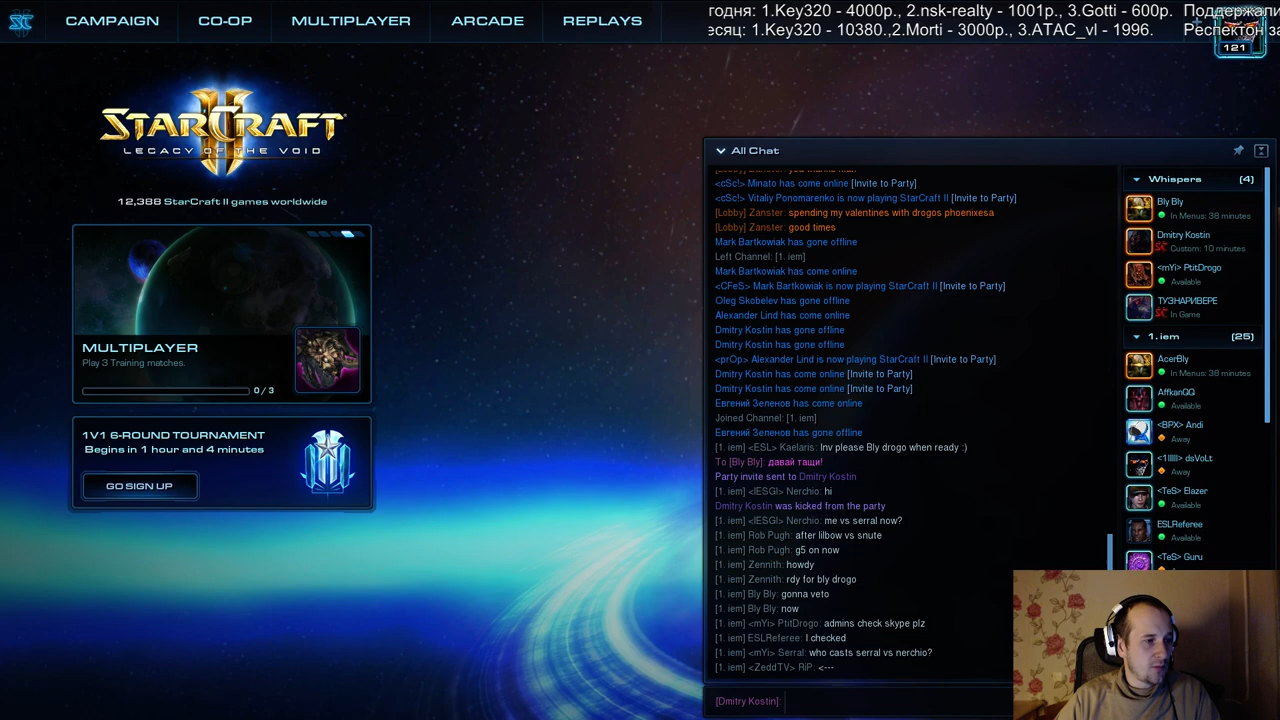 CAMPAIGN CO-OP MULTIPLAYER ARCADE REPLAYS
годня: 1.Key320 - 4000р., 2.nsk-realty - 1001р., 3.Gotti - 600р. Поддержали
есяц: 1.Key320 - 10380.,2.Morti - 3000р., 3.ATAC_vl - 1996. Респектон за
121
STARCRAFT II
LEGACY OF THE VOID
12,388 StarCraft II games worldwide
MULTIPLAYER
Play 3 Training matches.
0 / 3
1V1 6-ROUND TOURNAMENT
Begins in 1 hour and 4 minutes
GO SIGN UP
All Chat
<cSc!> Minato has come online [Invite to Party]
<cSc!> Vitaliy Ponomarenko is now playing StarCraft II [Invite to Party]
[Lobby] Zanster: spending my valentines with drogos phoenixesa
[Lobby] Zanster: good times
Mark Bartkowiak has gone offline
Left Channel: [1. iem]
Mark Bartkowiak has come online
<CFeS> Mark Bartkowiak is now playing StarCraft II [Invite to Party]
Oleg Skobelev has gone offline
Alexander Lind has come online
Dmitry Kostin has gone offline
Dmitry Kostin has gone offline
<prOp> Alexander Lind is now playing StarCraft II [Invite to Party]
Dmitry Kostin has come online [Invite to Party]
Dmitry Kostin has come online [Invite to Party]
Евгений Зеленов has come online
Joined Channel: [1. iem]
Евгений Зеленов has gone offline
[1. iem] <ESL> Kaelaris: Inv please Bly drogo when ready :)
To [Bly Bly]: давай тащи!
Party invite sent to Dmitry Kostin
[1. iem] <IESGI> Nerchio: hi
Dmitry Kostin was kicked from the party
[1. iem] <IESGI> Nerchio: me vs serral now?
[1. iem] Rob Pugh: after lilbow vs snute
[1. iem] Rob Pugh: g5 on now
[1. iem] Zennith: howdy
[1. iem] Zennith: rdy for bly drogo
[1. iem] Bly Bly: gonna veto
[1. iem] Bly Bly: now
[1. iem] <mYi> PtitDrogo: admins check skype plz
[1. iem] ESLReferee: I checked
[1. iem] <mYi> Serral: who casts serral vs nerchio?
[1. iem] <ZeddTV> RiP: <---
[Dmitry Kostin]:
Whispers (4)
Bly Bly
In Menus: 38 minutes
Dmitry Kostin
Custom: 10 minutes
<mYi> PtitDrogo
Available
ТУЗНАРИВЕРЕ
In Game
1. iem (25)
AcerBly
In Menus: 38 minutes
AffkanQQ
Available
<BPX> Andi
Away
dsVoLt
Away
<TeS> Elazer
Available
ESLReferee
Available
<TeS> Guru